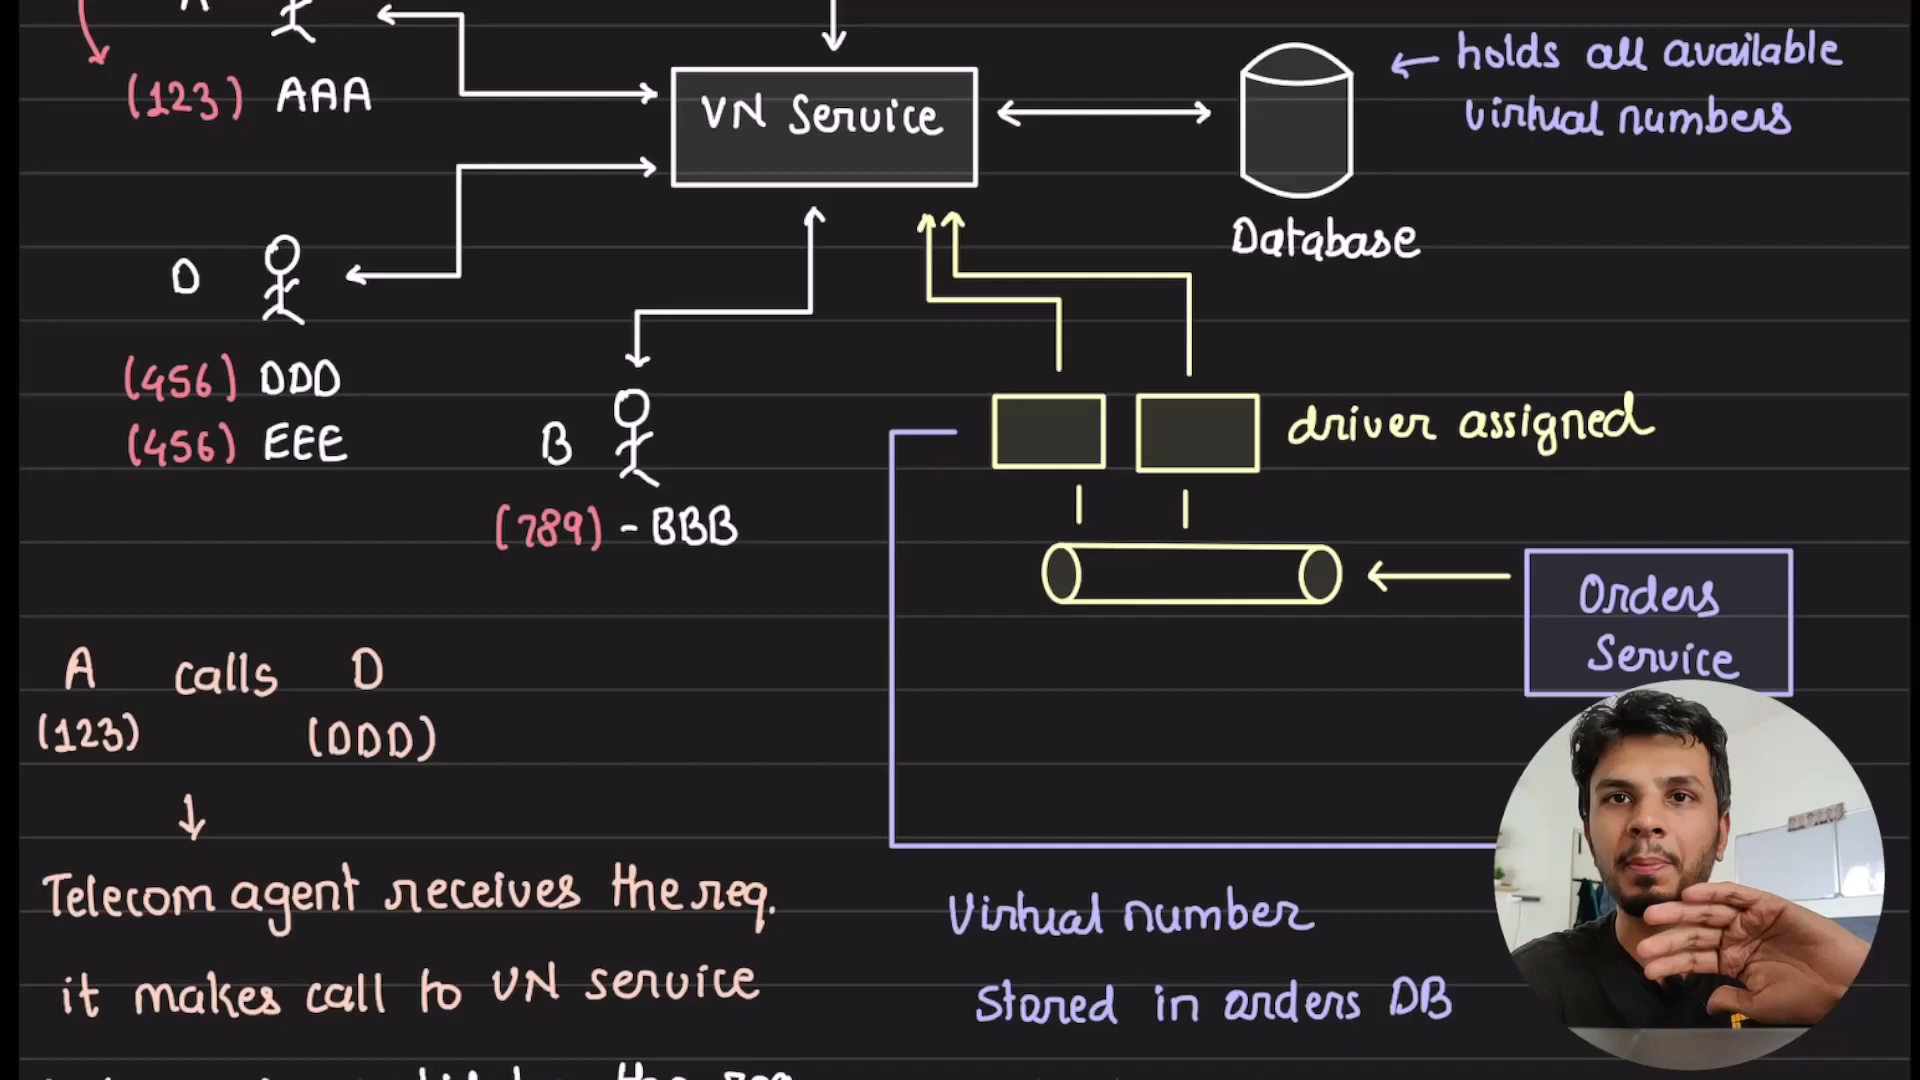 A
(123) AAA
VN Service
← holds all available
virtual numbers
Database
D
(456) DDD
(456) EEE
B
(789) - BBB
driver assigned
Orders
Service
A calls D
(123) (DDD)
Telecom agent receives the req.
it makes call to VN service
Virtual number
Stored in orders DB
the req